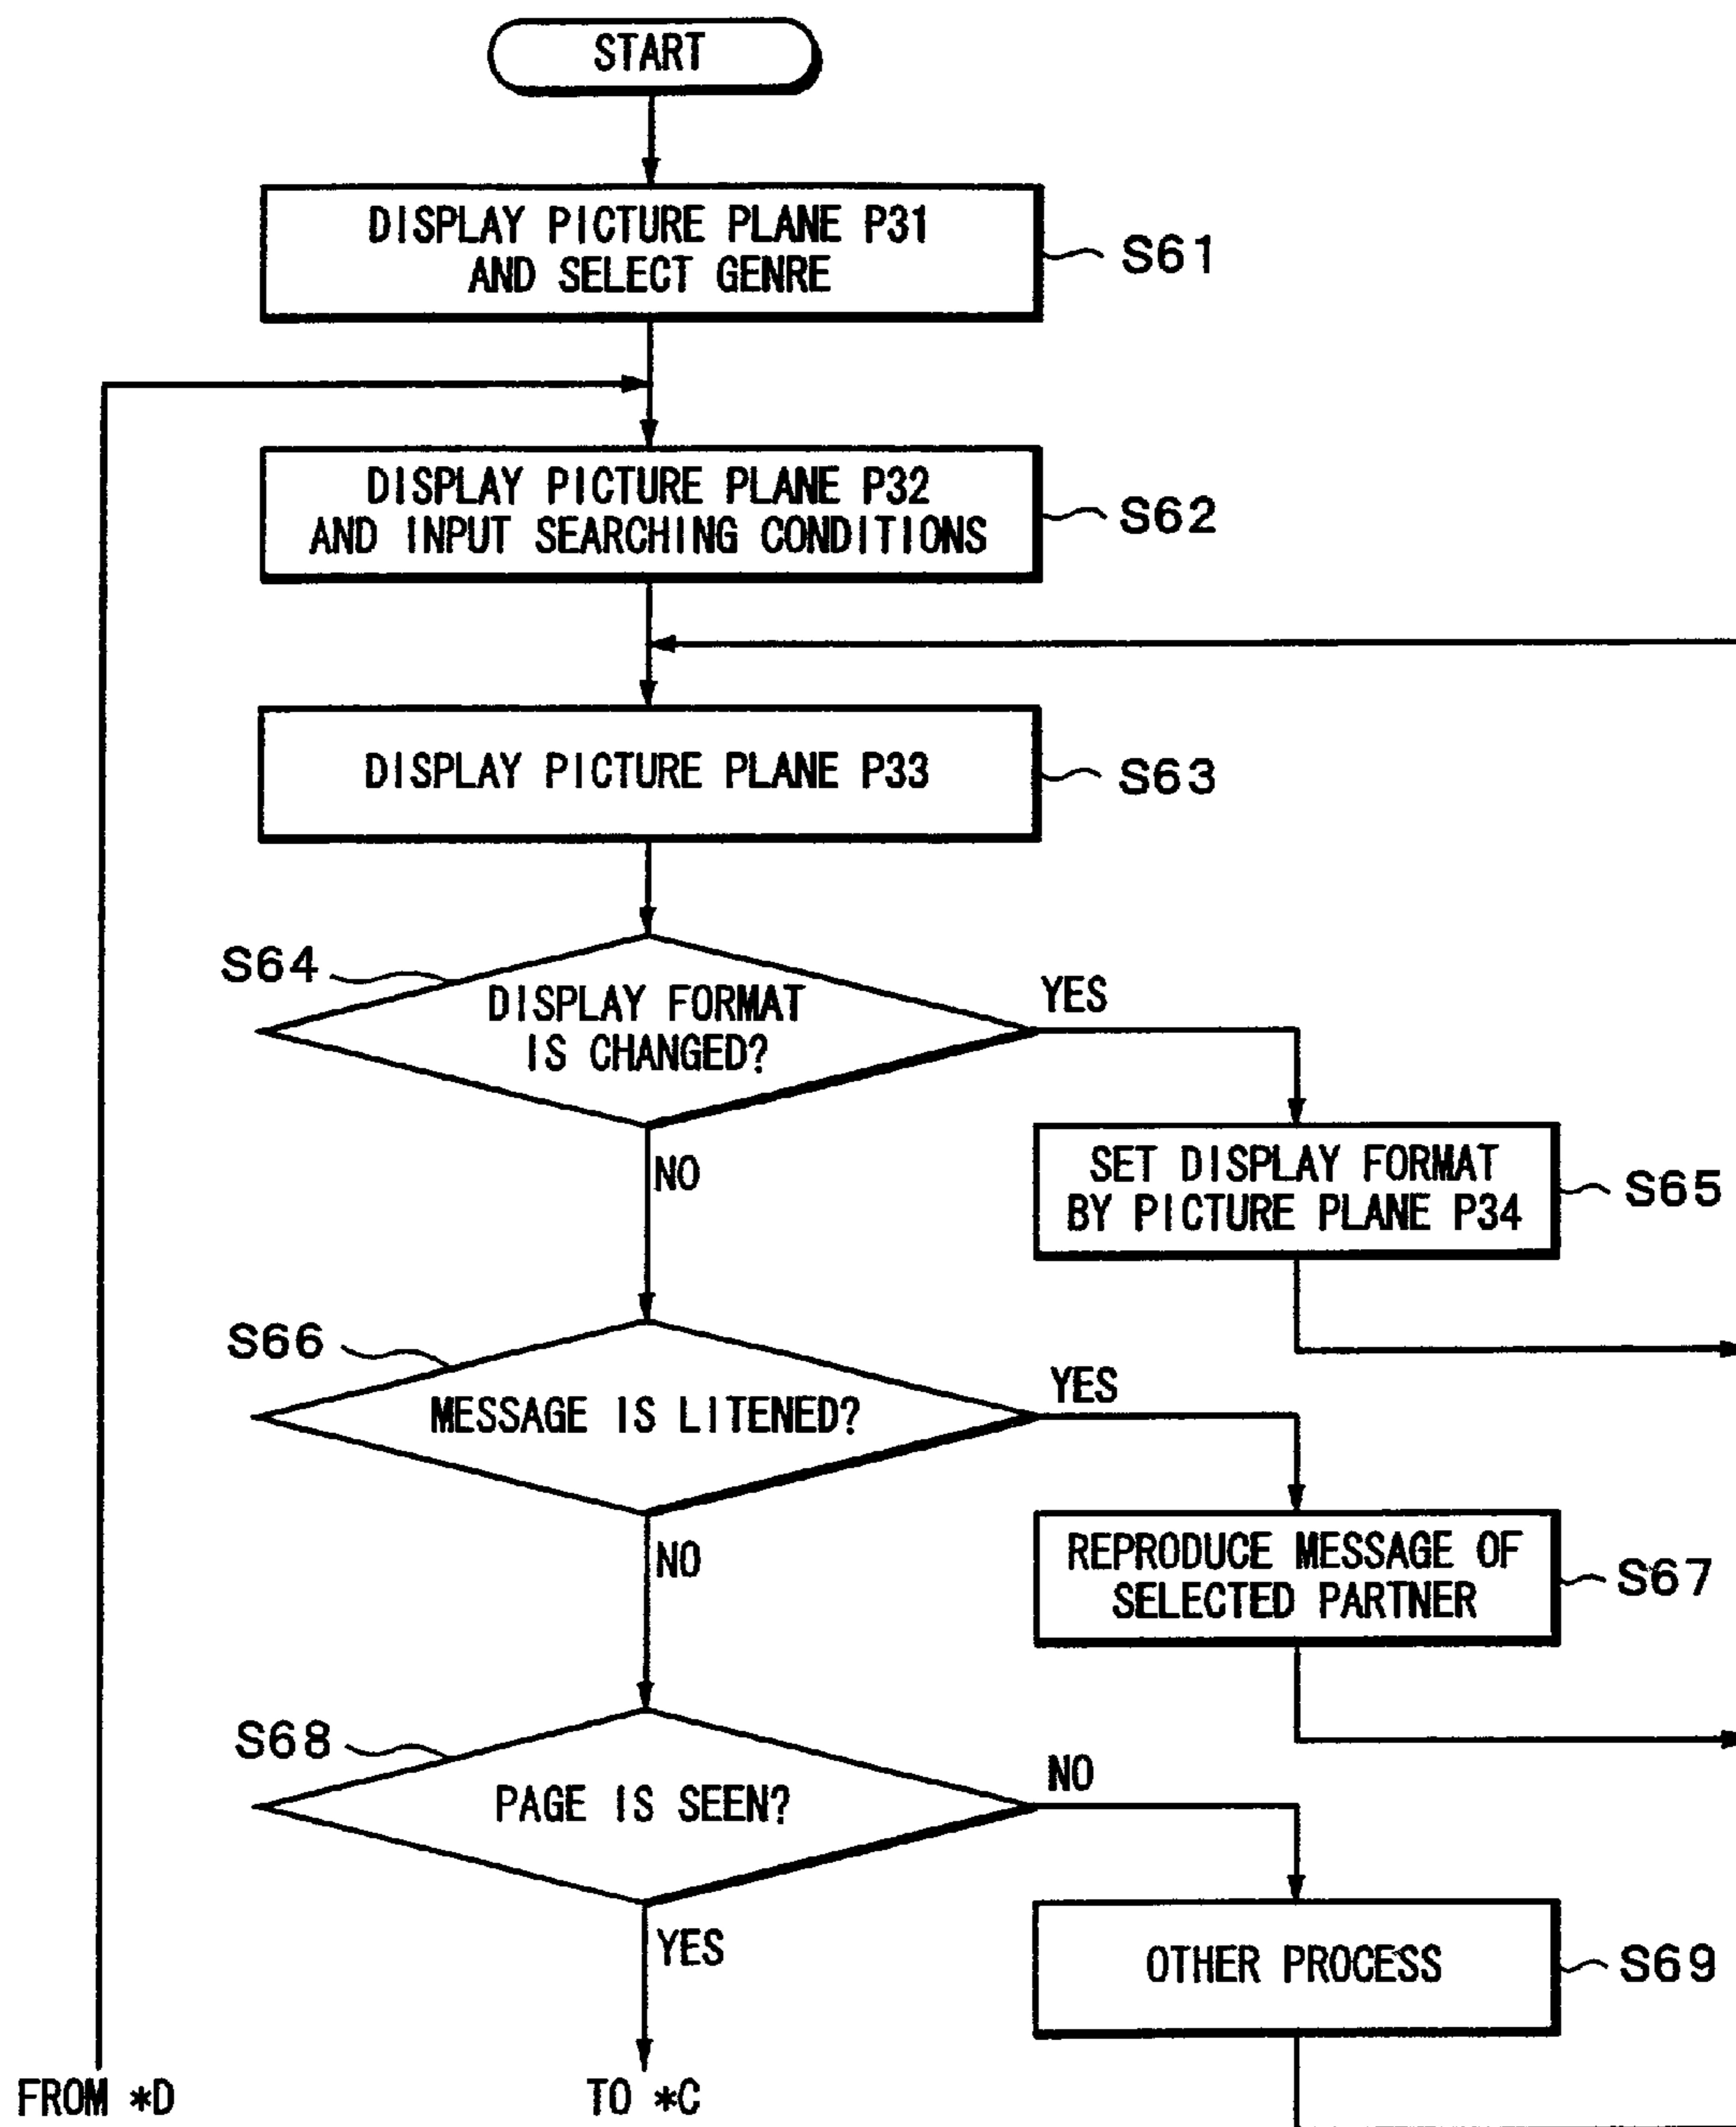 START
DISPLAY PICTURE PLANE P31
AND SELECT GENRE
S61
DISPLAY PICTURE PLANE P32
AND INPUT SEARCHING CONDITIONS
S62
DISPLAY PICTURE PLANE P33
S63
S64
DISPLAY FORMAT
IS CHANGED?
YES
NO
SET DISPLAY FORMAT
BY PICTURE PLANE P34
S65
S66
MESSAGE IS LITENED?
YES
NO
REPRODUCE MESSAGE OF
SELECTED PARTNER
S67
S68
PAGE IS SEEN?
NO
YES
OTHER PROCESS
S69
FROM *D
TO *C